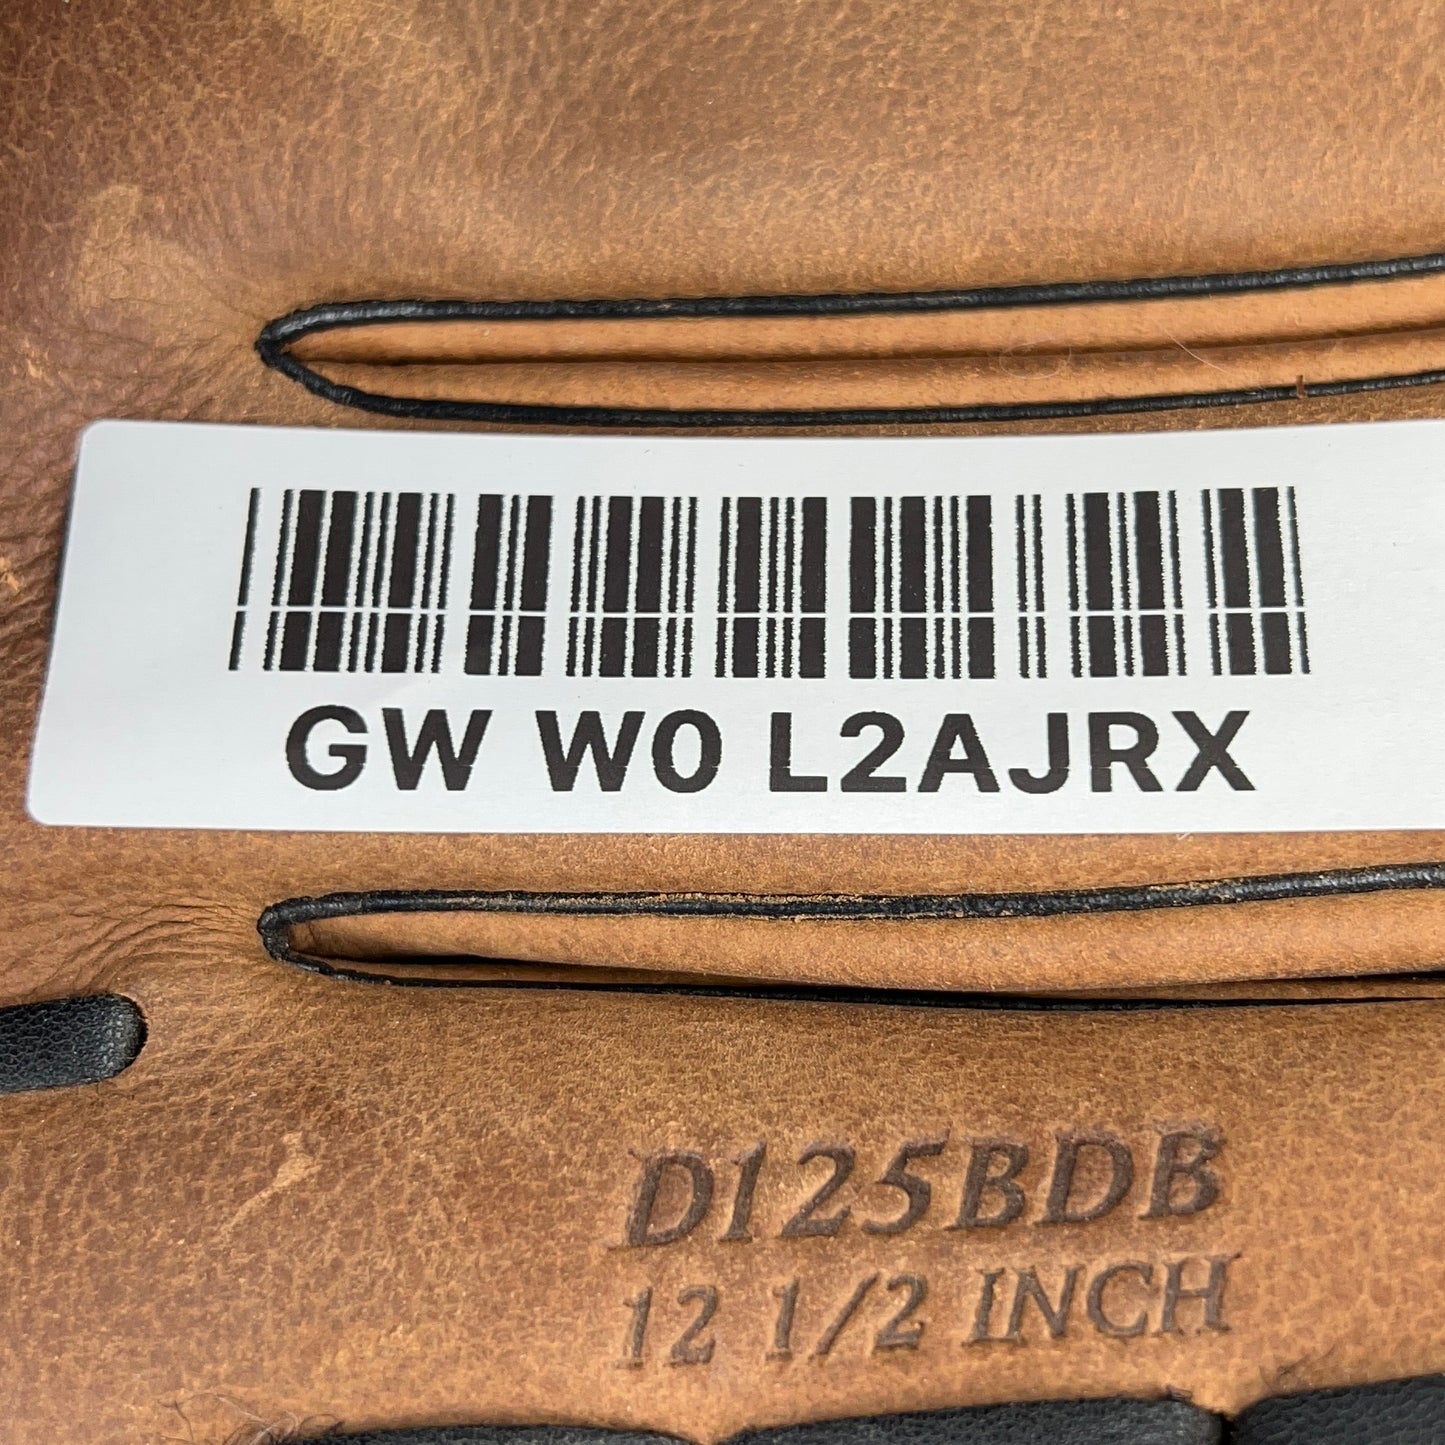 GW W0 L2AJRX
D125BDB
12 1/2 INCH